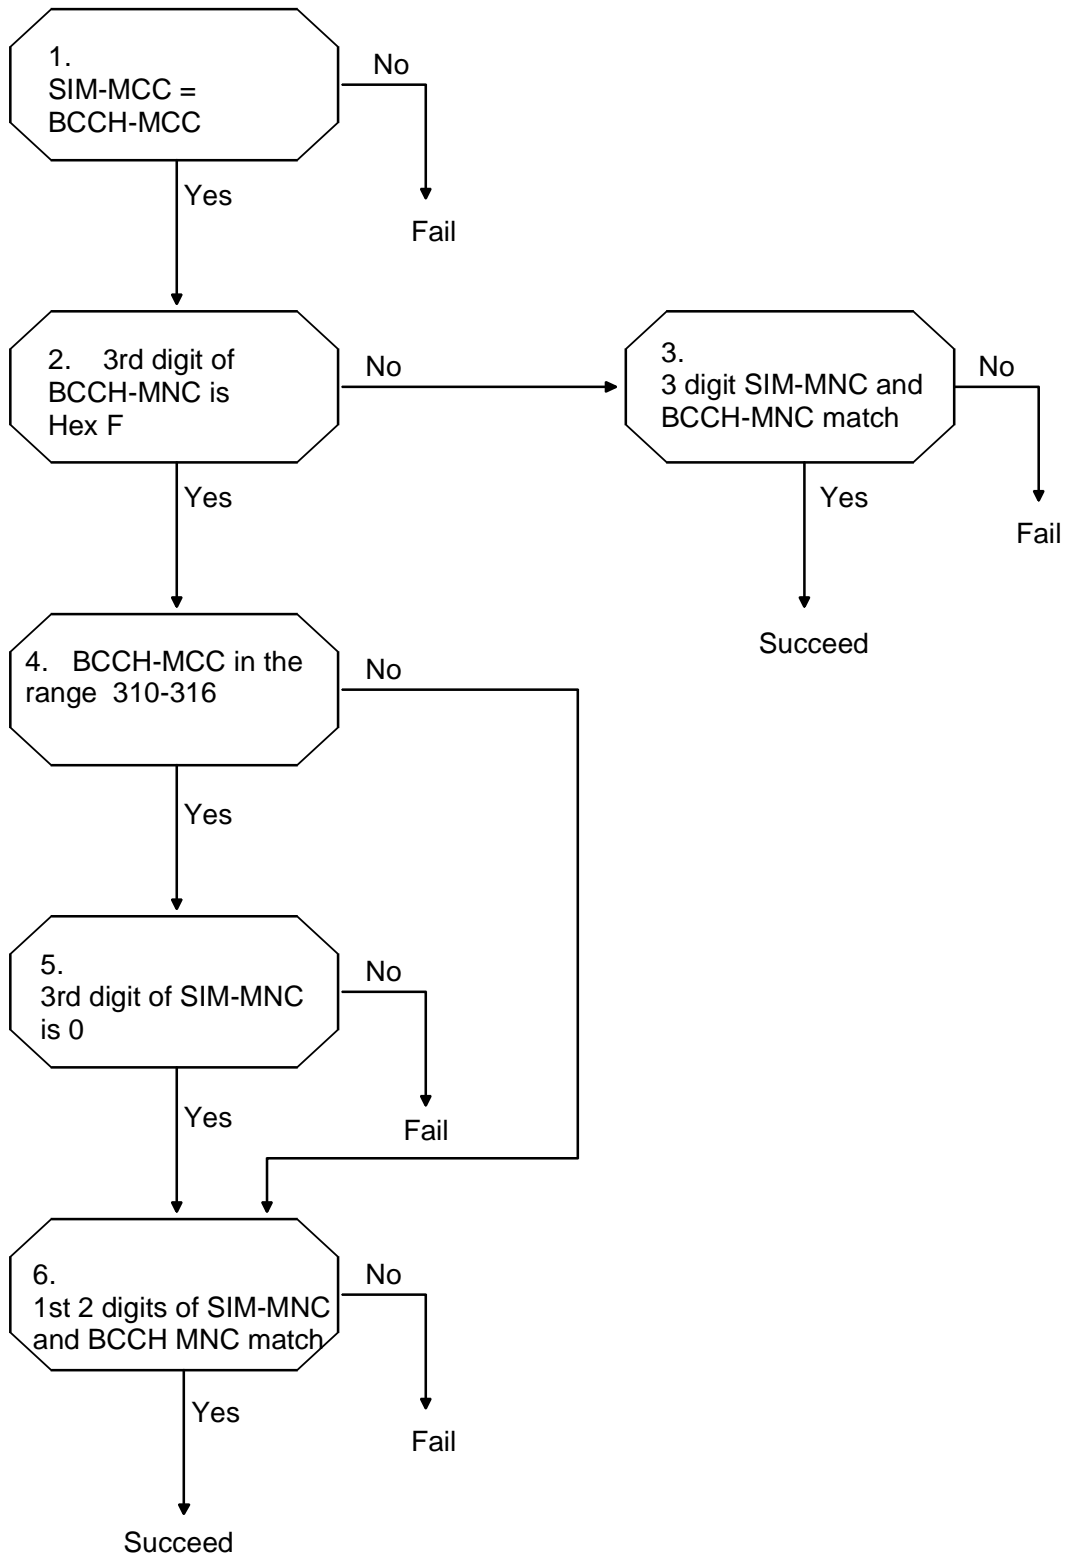 1.
SIM-MCC =
BCCH-MCC
No
Yes
Fail
2. 3rd digit of
BCCH-MNC is
Hex F
No
3.
3 digit SIM-MNC and
BCCH-MNC match
No
Yes
Yes
Fail
Succeed
4. BCCH-MCC in the
range 310-316
No
Yes
5.
3rd digit of SIM-MNC
is 0
No
Yes
Fail
6.
1st 2 digits of SIM-MNC
and BCCH MNC match
No
Yes
Fail
Succeed